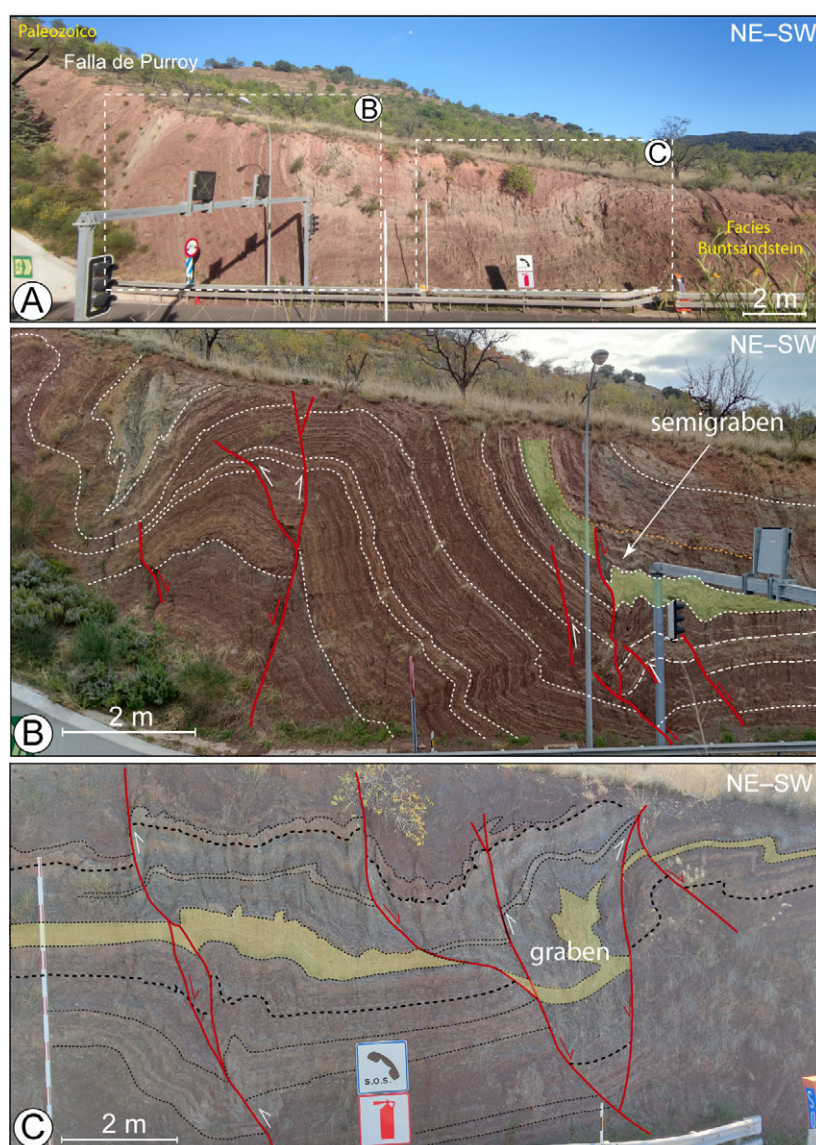 Paleozoico
NE–SW
Falla de Purroy
B
C
Facies
Buntsandstein
A
2 m
NE–SW
semigraben
B
2 m
NE–SW
graben
S.O.S.
C
2 m